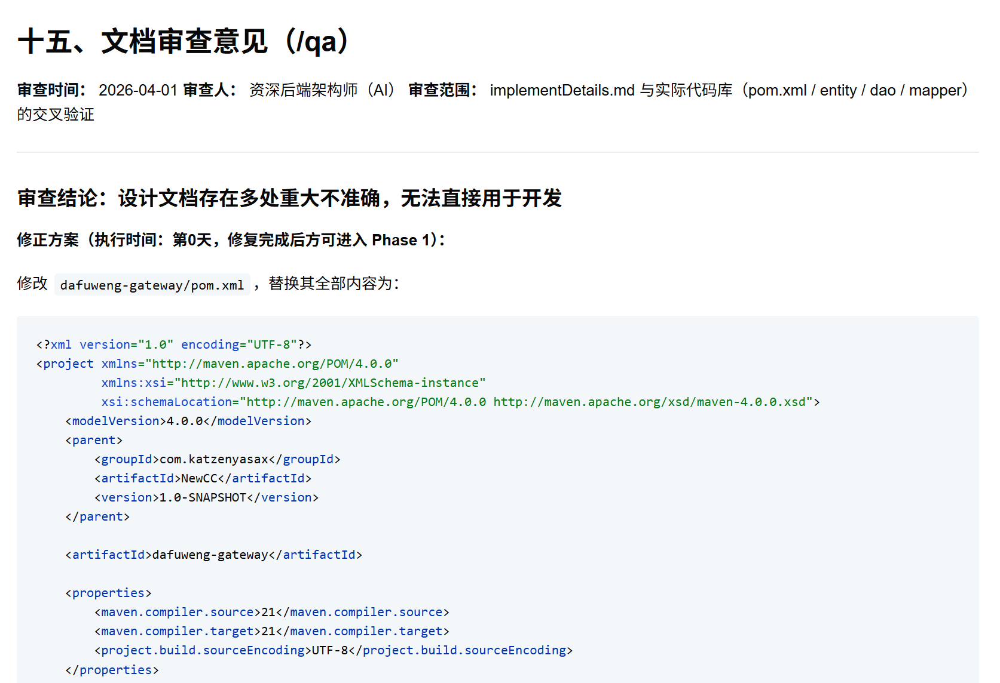 十五、文档审查意见（/qa）
审查时间： 2026-04-01 审查人： 资深后端架构师（AI） 审查范围： implementDetails.md 与实际代码库（pom.xml / entity / dao / mapper）
的交叉验证
审查结论：设计文档存在多处重大不准确，无法直接用于开发
修正方案（执行时间：第0天，修复完成后方可进入 Phase 1）：
修改 dafuweng-gateway/pom.xml ，替换其全部内容为：
<?xml version="1.0" encoding="UTF-8"?>
<project xmlns="http://maven.apache.org/POM/4.0.0"
         xmlns:xsi="http://www.w3.org/2001/XMLSchema-instance"
         xsi:schemaLocation="http://maven.apache.org/POM/4.0.0 http://maven.apache.org/xsd/maven-4.0.0.xsd">
    <modelVersion>4.0.0</modelVersion>
    <parent>
        <groupId>com.katzenyasax</groupId>
        <artifactId>NewCC</artifactId>
        <version>1.0-SNAPSHOT</version>
    </parent>
    <artifactId>dafuweng-gateway</artifactId>
    <properties>
        <maven.compiler.source>21</maven.compiler.source>
        <maven.compiler.target>21</maven.compiler.target>
        <project.build.sourceEncoding>UTF-8</project.build.sourceEncoding>
    </properties>